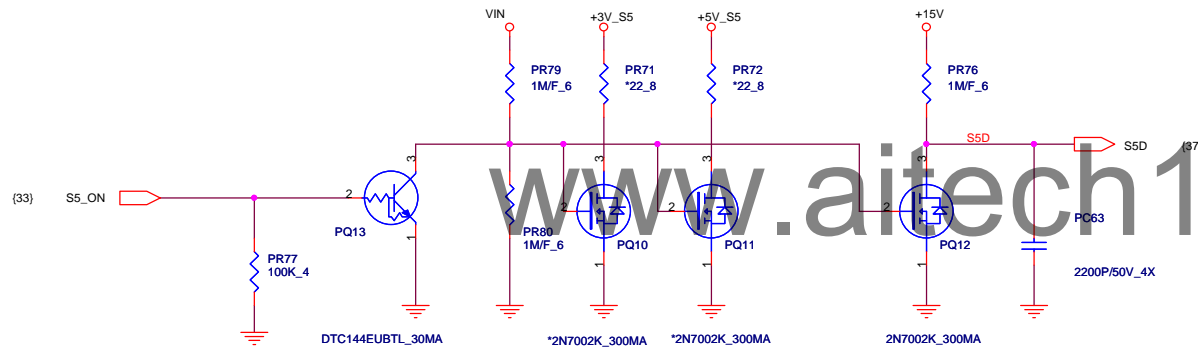 VIN
+3V_S5
+5V_S5
+15V
PR79
1M/F_6
PR71
*22_8
PR72
*22_8
PR76
1M/F_6
S5D
S5D
{37
3
3
3
3
www.aitech1
{33}
S5_ON
2
2
2
2
PQ13
PR80
1M/F_6
PQ10
PQ11
PQ12
PC63
1
1
1
1
PR77
100K_4
2200P/50V_4X
DTC144EUBTL_30MA
*2N7002K_300MA
*2N7002K_300MA
2N7002K_300MA